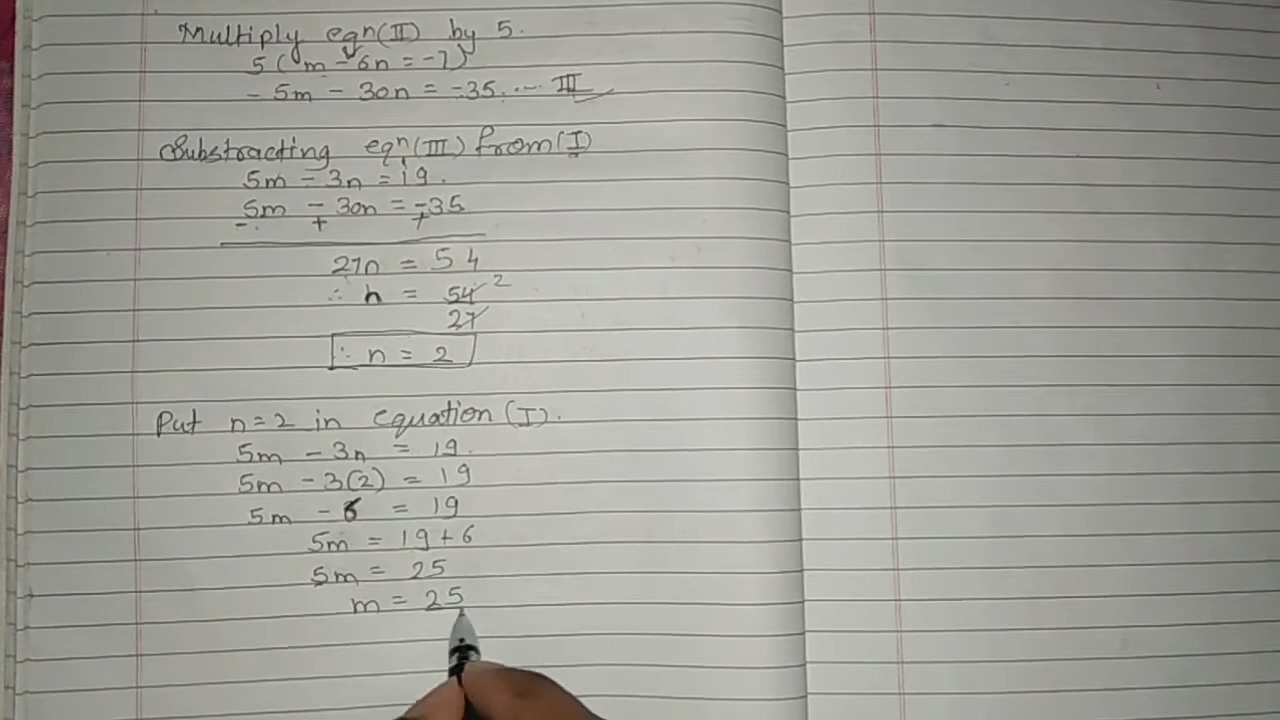 Multiply eqn(II) by 5.
5(m - 6n = -7)
- 5m - 30n = -35.... III
Substracting eqn(III) from(I)
5m - 3n = 19.
5m - 30n = -35
- + +
27n = 54
∴ n = 54 2
27
∴ n = 2
Put n=2 in equation (I).
5m - 3n = 19.
5m - 3(2) = 19
5m - 6 = 19
5m = 19 + 6
5m = 25
m = 25